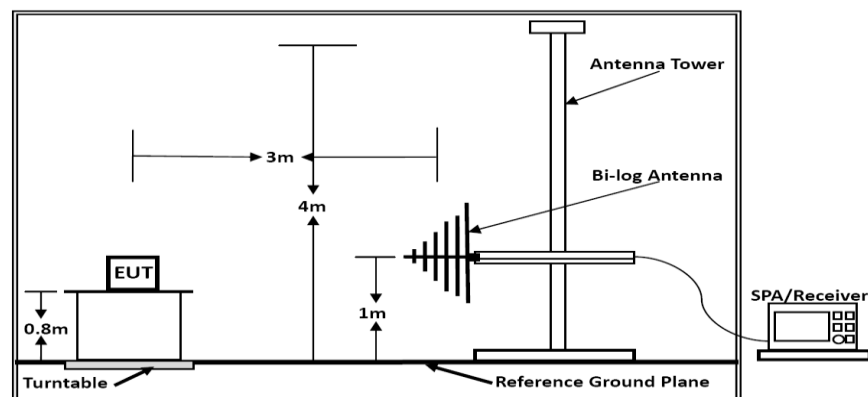 Antenna Tower
3m
Bi-log Antenna
4m
EUT
SPA/Receiver
0.8m
1m
Turntable
Reference Ground Plane